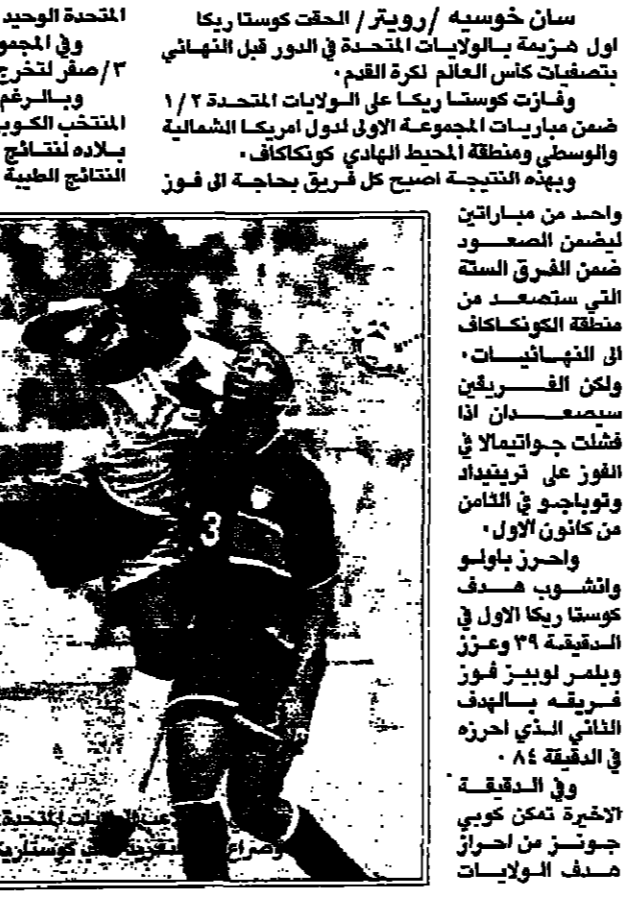 سان خوسيه /رويتر/ الحقت كوستا ريكا
اول هزيمة بالولايات المتحدة في الدور قبل النهائي
بتصفيات كاس العالم لكرة القدم.
وفازت كوستا ريكا على الولايات المتحدة ٢/١
ضمن مباريات المجموعة الاولى لدول امريكا الشمالية
والوسطى ومنطقة المحيط الهادي كونكاكاف.
وبهذه النتيجة اصبح كل فريق بحاجة الى فوز
واحد من مباراتين
ليضمن الصعود
ضمن الفرق الستة
التي ستصعد من
منطقة الكونكاكاف
الى النهائيات.
ولكن الفريقين
سيصعدان اذا
فشلت جواتيمالا في
الفوز على ترينيداد
وتوباجو في الثامن
من كانون الاول.
واحرز باولو
وانشوب هدف
كوستا ريكا الاول في
الدقيقة ٣٩ وعزز
ويلمر لوبيز فوز
فريقه بالهدف
الثاني الذي احرزه
في الدقيقة ٨٤.
وفي الدقيقة
الاخيرة تمكن كوبي
جونز من احراز
هدف الولايات
المتحدة الوحيد
وفي المجمو
٣/صفر لتخرج
وبالرغم
المنتخب الكوبي
بلاده لنتائج
النتائج الطيبة
3